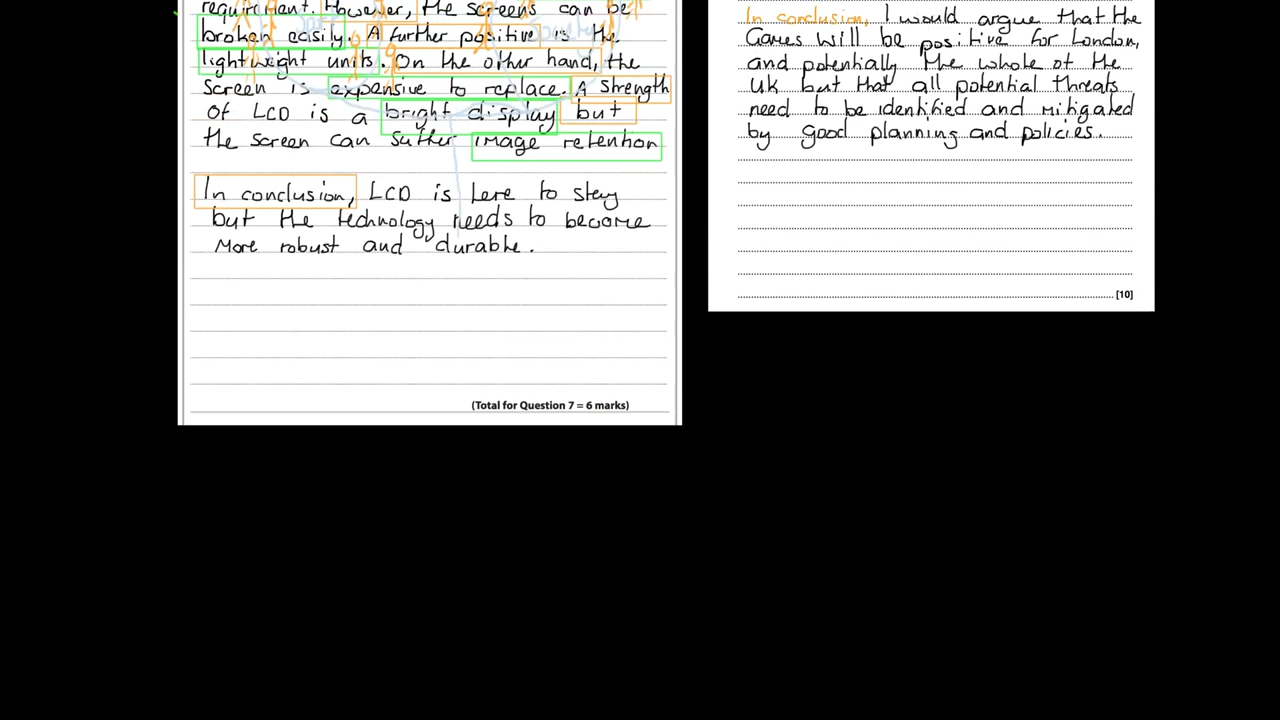 requirement. However, the screens can be
broken easily. A further positive is the
lightweight units. On the other hand, the
screen is expensive to replace. A strength
of LCD is a bright display but
the screen can suffer image retention
In conclusion, LCD is here to stay
but the technology needs to become
more robust and durable.
(Total for Question 7 = 6 marks)
In conclusion, I would argue that the
Games will be positive for London,
and potentially the whole of the
UK but that all potential threats
need to be identified and mitigated
by good planning and policies.
[10]